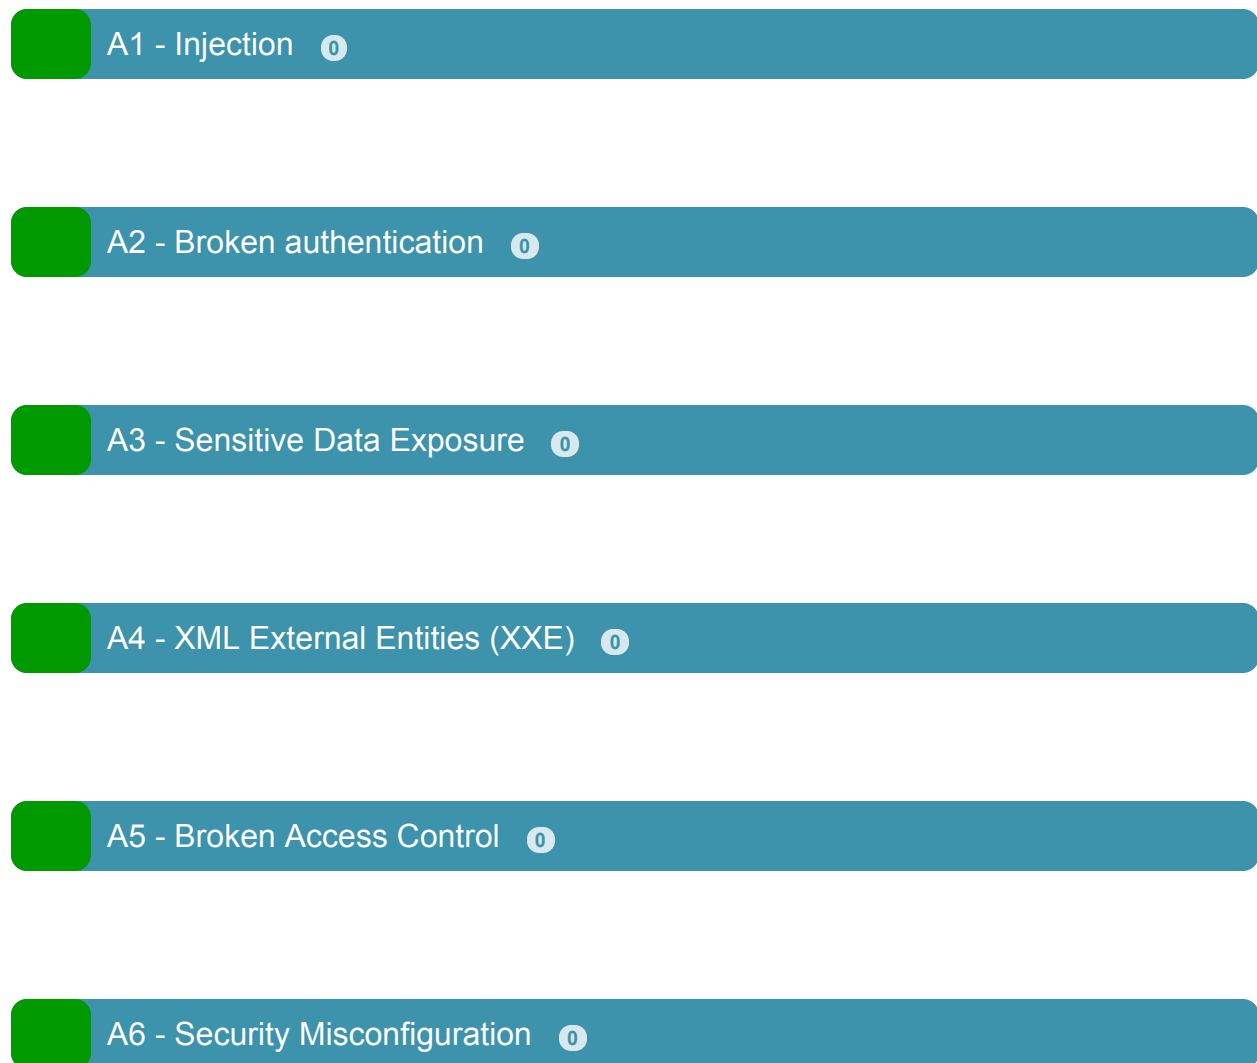 A1 - Injection 0
A2 - Broken authentication 0
A3 - Sensitive Data Exposure 0
A4 - XML External Entities (XXE) 0
A5 - Broken Access Control 0
A6 - Security Misconfiguration 0